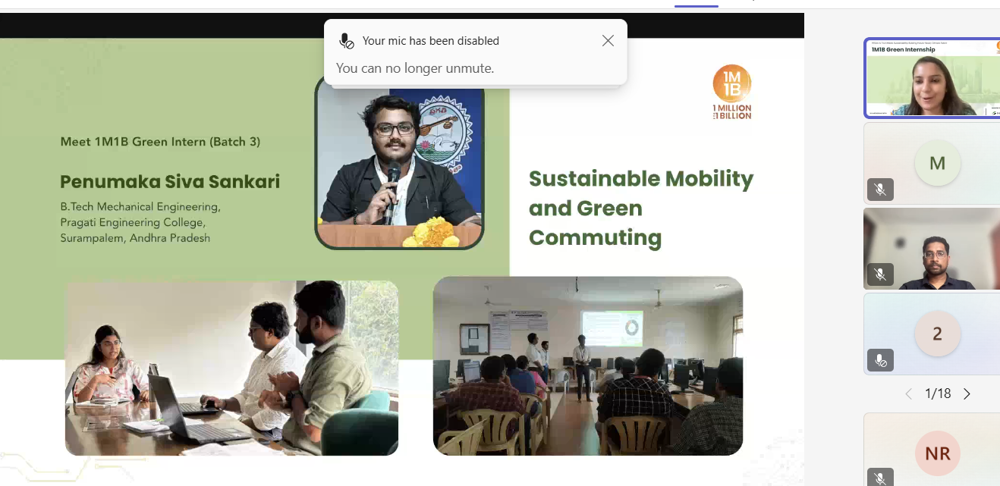 Your mic has been disabled
You can no longer unmute.
1M
1B
1 MILLION
1 BILLION
Meet 1M1B Green Intern (Batch 3)
Penumaka Siva Sankari
B.Tech Mechanical Engineering,
Pragati Engineering College,
Surampalem, Andhra Pradesh
Sustainable Mobility
and Green
Commuting
1M1B Green Internship
M
2
1/18
NR